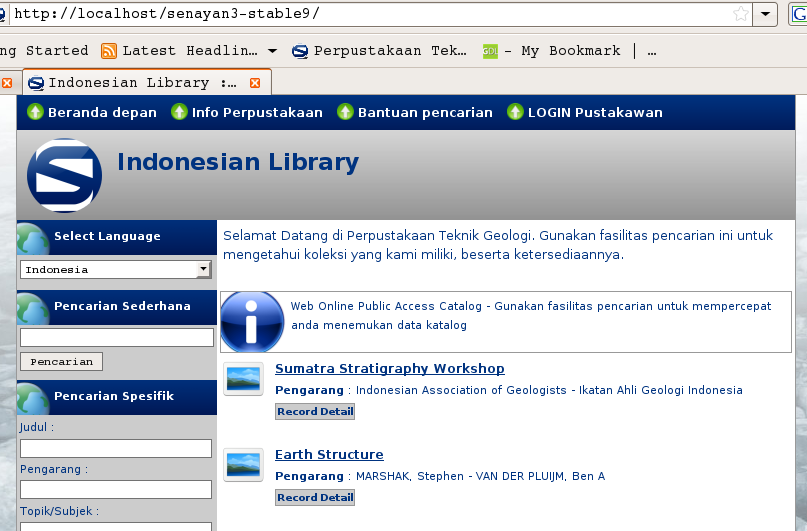 http://localhost/senayan3-stable9/
ng Started Latest Headlin... Perpustakaan Tek... GDL - My Bookmark | ...
Indonesian Library :...
Beranda depan Info Perpustakaan Bantuan pencarian LOGIN Pustakawan
Indonesian Library
Select Language
Indonesia
Pencarian Sederhana
Pencarian
Pencarian Spesifik
Judul :
Pengarang :
Topik/Subjek :
Selamat Datang di Perpustakaan Teknik Geologi. Gunakan fasilitas pencarian ini untuk
mengetahui koleksi yang kami miliki, beserta ketersediaannya.
Web Online Public Access Catalog - Gunakan fasilitas pencarian untuk mempercepat
anda menemukan data katalog
Sumatra Stratigraphy Workshop
Pengarang : Indonesian Association of Geologists - Ikatan Ahli Geologi Indonesia
Record Detail
Earth Structure
Pengarang : MARSHAK, Stephen - VAN DER PLUIJM, Ben A
Record Detail